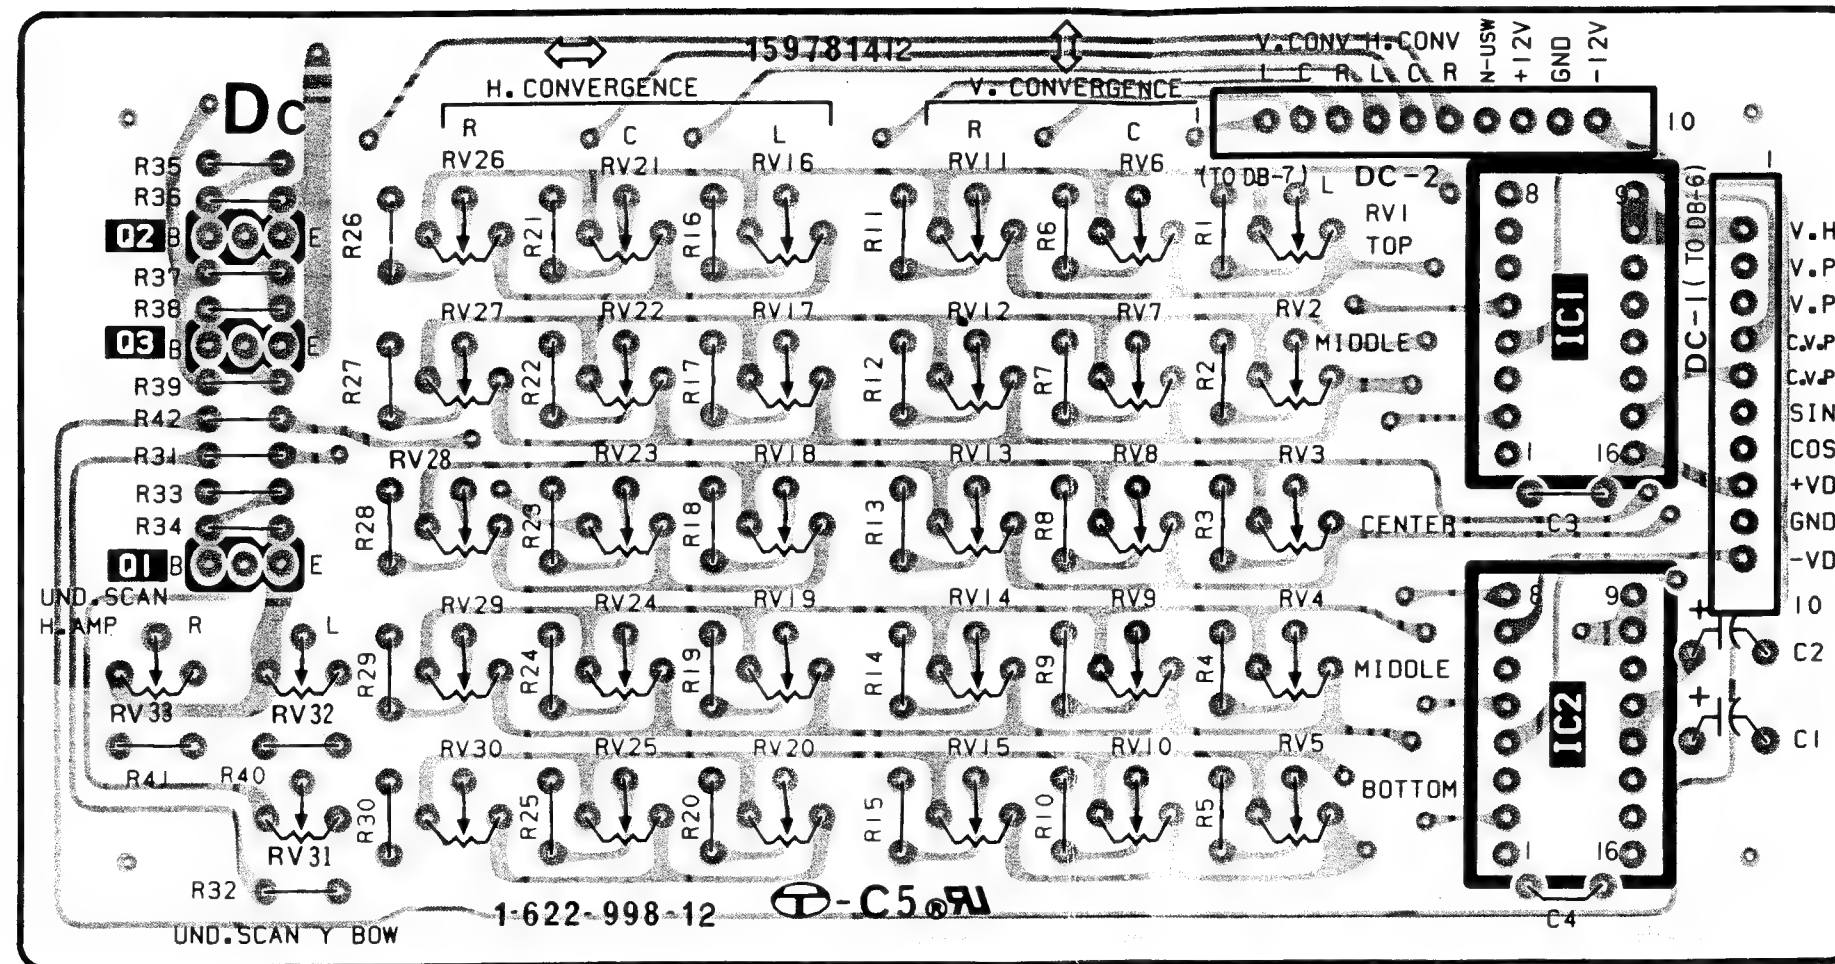 159781412
V.CONV H.CONV N-USW +12V GND -12V
L C R L C R
H. CONVERGENCE
V. CONVERGENCE
Dc
R C L R C
1 10
R35
RV26 RV21 RV16 RV11 RV6
(TO DB-7) L DC-2
R36
R26 R21 R16 R11 R6 R1
RV1
TOP
8 9
Q2 B E
R37
R38
RV27 RV22 RV17 RV12 RV7 RV2
MIDDLE
IC1
DC-1 (TO DB-6)
1
V.H
V.P
V.P
C.V.P
C.V.P
SIN
COS
+VD
GND
-VD
10
Q3 B E
R39
R27 R22 R17 R12 R7 R2
R42
R31
RV28 RV23 RV18 RV13 RV8 RV3
1 16
R33
R34
R28 R23 R18 R13 R8 R3
CENTER
C3
Q1 B E
UND.SCAN
H.AMP R L
RV29 RV24 RV19 RV14 RV9 RV4
8 9
R29 R24 R19 R14 R9 R4
MIDDLE
+ C2
RV33 RV32
IC2
+ C1
RV30 RV25 RV20 RV15 RV10 RV5
R41 R40
R30 R25 R20 R15 R10 R5
BOTTOM
RV31
1 16
R32
1-622-998-12
T-C5 ® RU
C4
UND.SCAN Y BOW